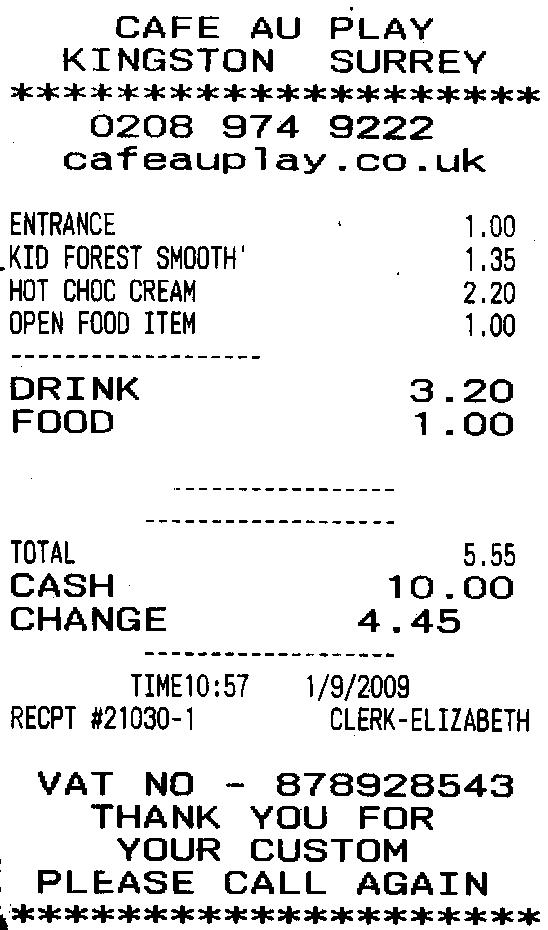 CAFE AU PLAY
KINGSTON SURREY
********************
0208 974 9222
cafeauplay.co.uk
ENTRANCE 1.00
KID FOREST SMOOTH' 1.35
HOT CHOC CREAM 2.20
OPEN FOOD ITEM 1.00
-------------------
DRINK 3.20
FOOD 1.00
-----------------
-------------------
TOTAL 5.55
CASH 10.00
CHANGE 4.45
-------------------
TIME10:57 1/9/2009
RECPT #21030-1 CLERK-ELIZABETH
VAT NO - 878928543
THANK YOU FOR
YOUR CUSTOM
PLEASE CALL AGAIN
********************